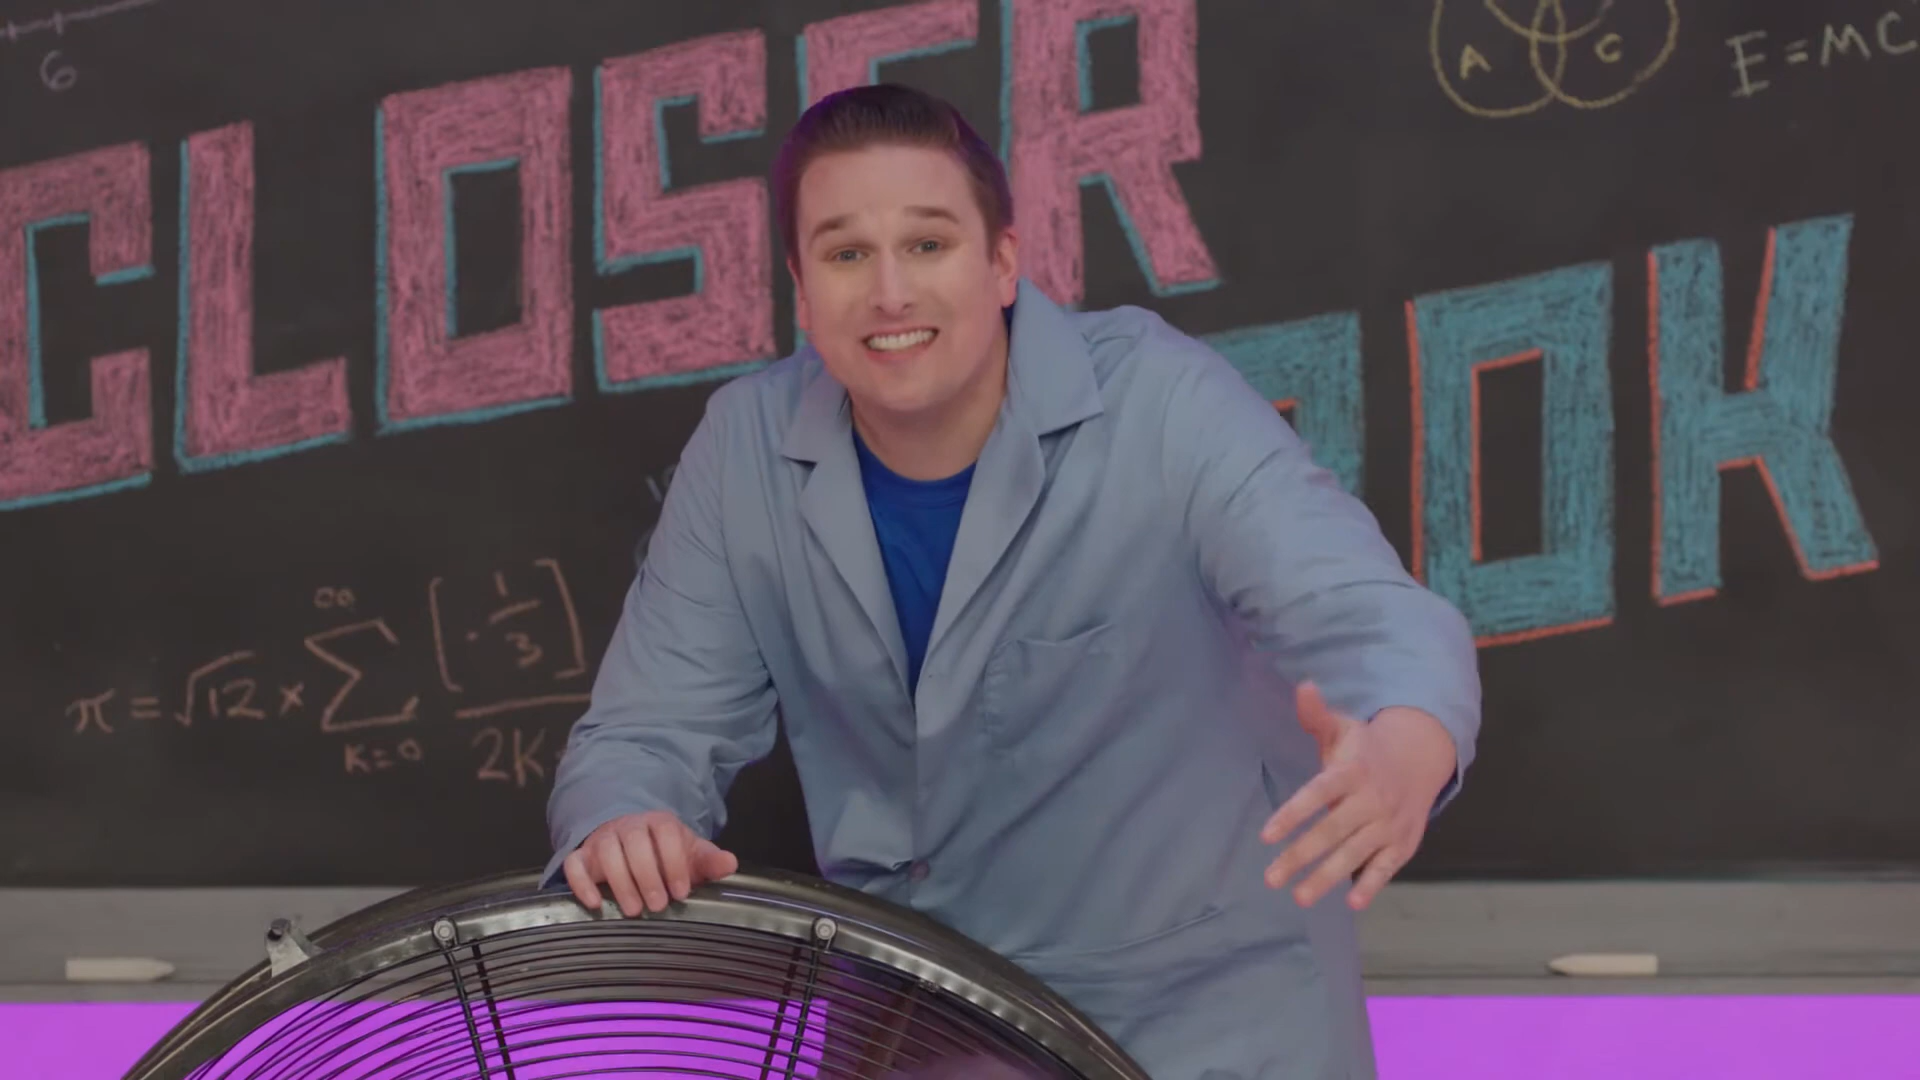 6
CLOSER
A C
E=MC
OOK
∞
π=√12×∑[-1/3]
K=0 2K